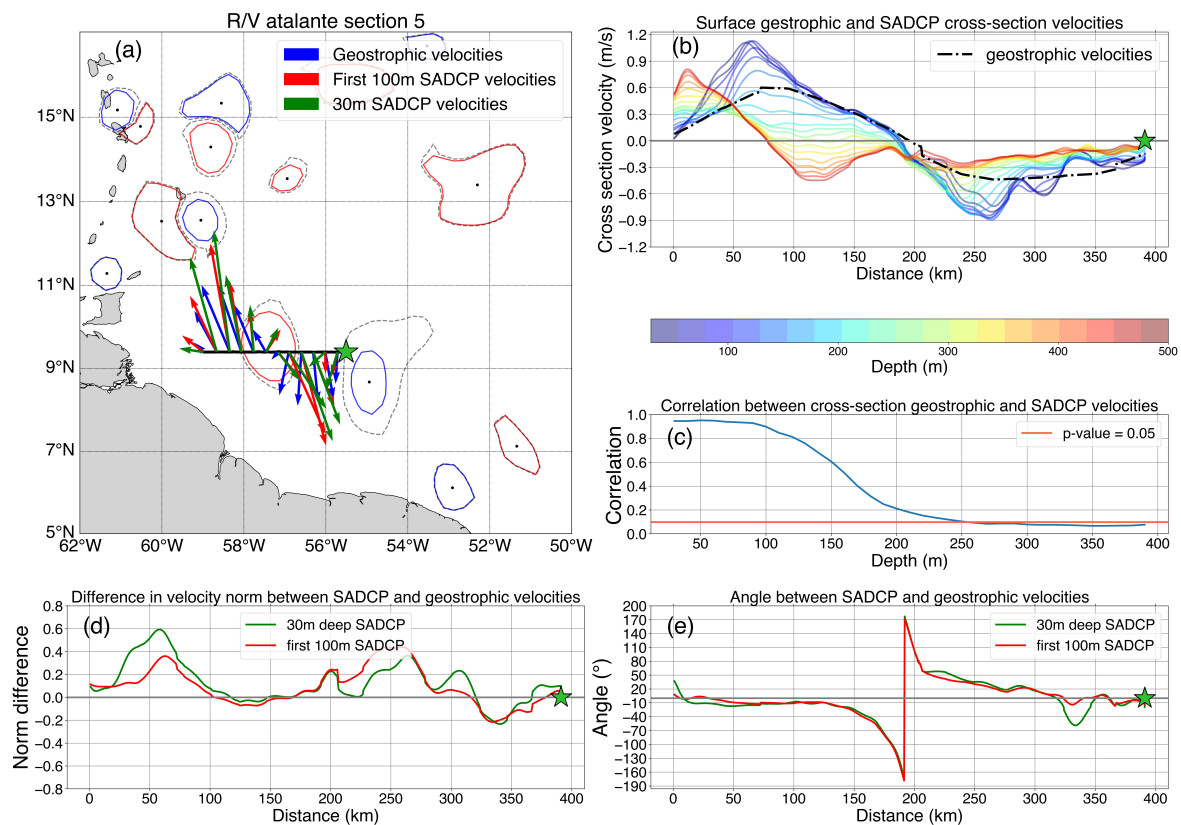 R/V atalante section 5
(a)
Geostrophic velocities
First 100m SADCP velocities
30m SADCP velocities
15°N
13°N
11°N
9°N
7°N
5°N
62°W 60°W 58°W 56°W 54°W 52°W 50°W
Surface gestrophic and SADCP cross-section velocities
(b)
geostrophic velocities
Cross section velocity (m/s)
1.2
0.9
0.6
0.3
0.0
−0.3
−0.6
−0.9
−1.2
0 50 100 150 200 250 300 350 400
Distance (km)
100 200 300 400 500
Depth (m)
Correlation between cross-section geostrophic and SADCP velocities
(c)
p-value = 0.05
Correlation
1.0
0.8
0.6
0.4
0.2
0.0
50 100 150 200 250 300 350 400
Depth (m)
Difference in velocity norm between SADCP and geostrophic velocities
(d)
30m deep SADCP
first 100m SADCP
Norm difference
0.8
0.6
0.4
0.2
0.0
−0.2
−0.4
−0.6
−0.8
0 50 100 150 200 250 300 350 400
Distance (km)
Angle between SADCP and geostrophic velocities
(e)
30m deep SADCP
first 100m SADCP
Angle (°)
200
170
140
110
80
50
20
−10
−40
−70
−100
−130
−160
−190
0 50 100 150 200 250 300 350 400
Distance (km)